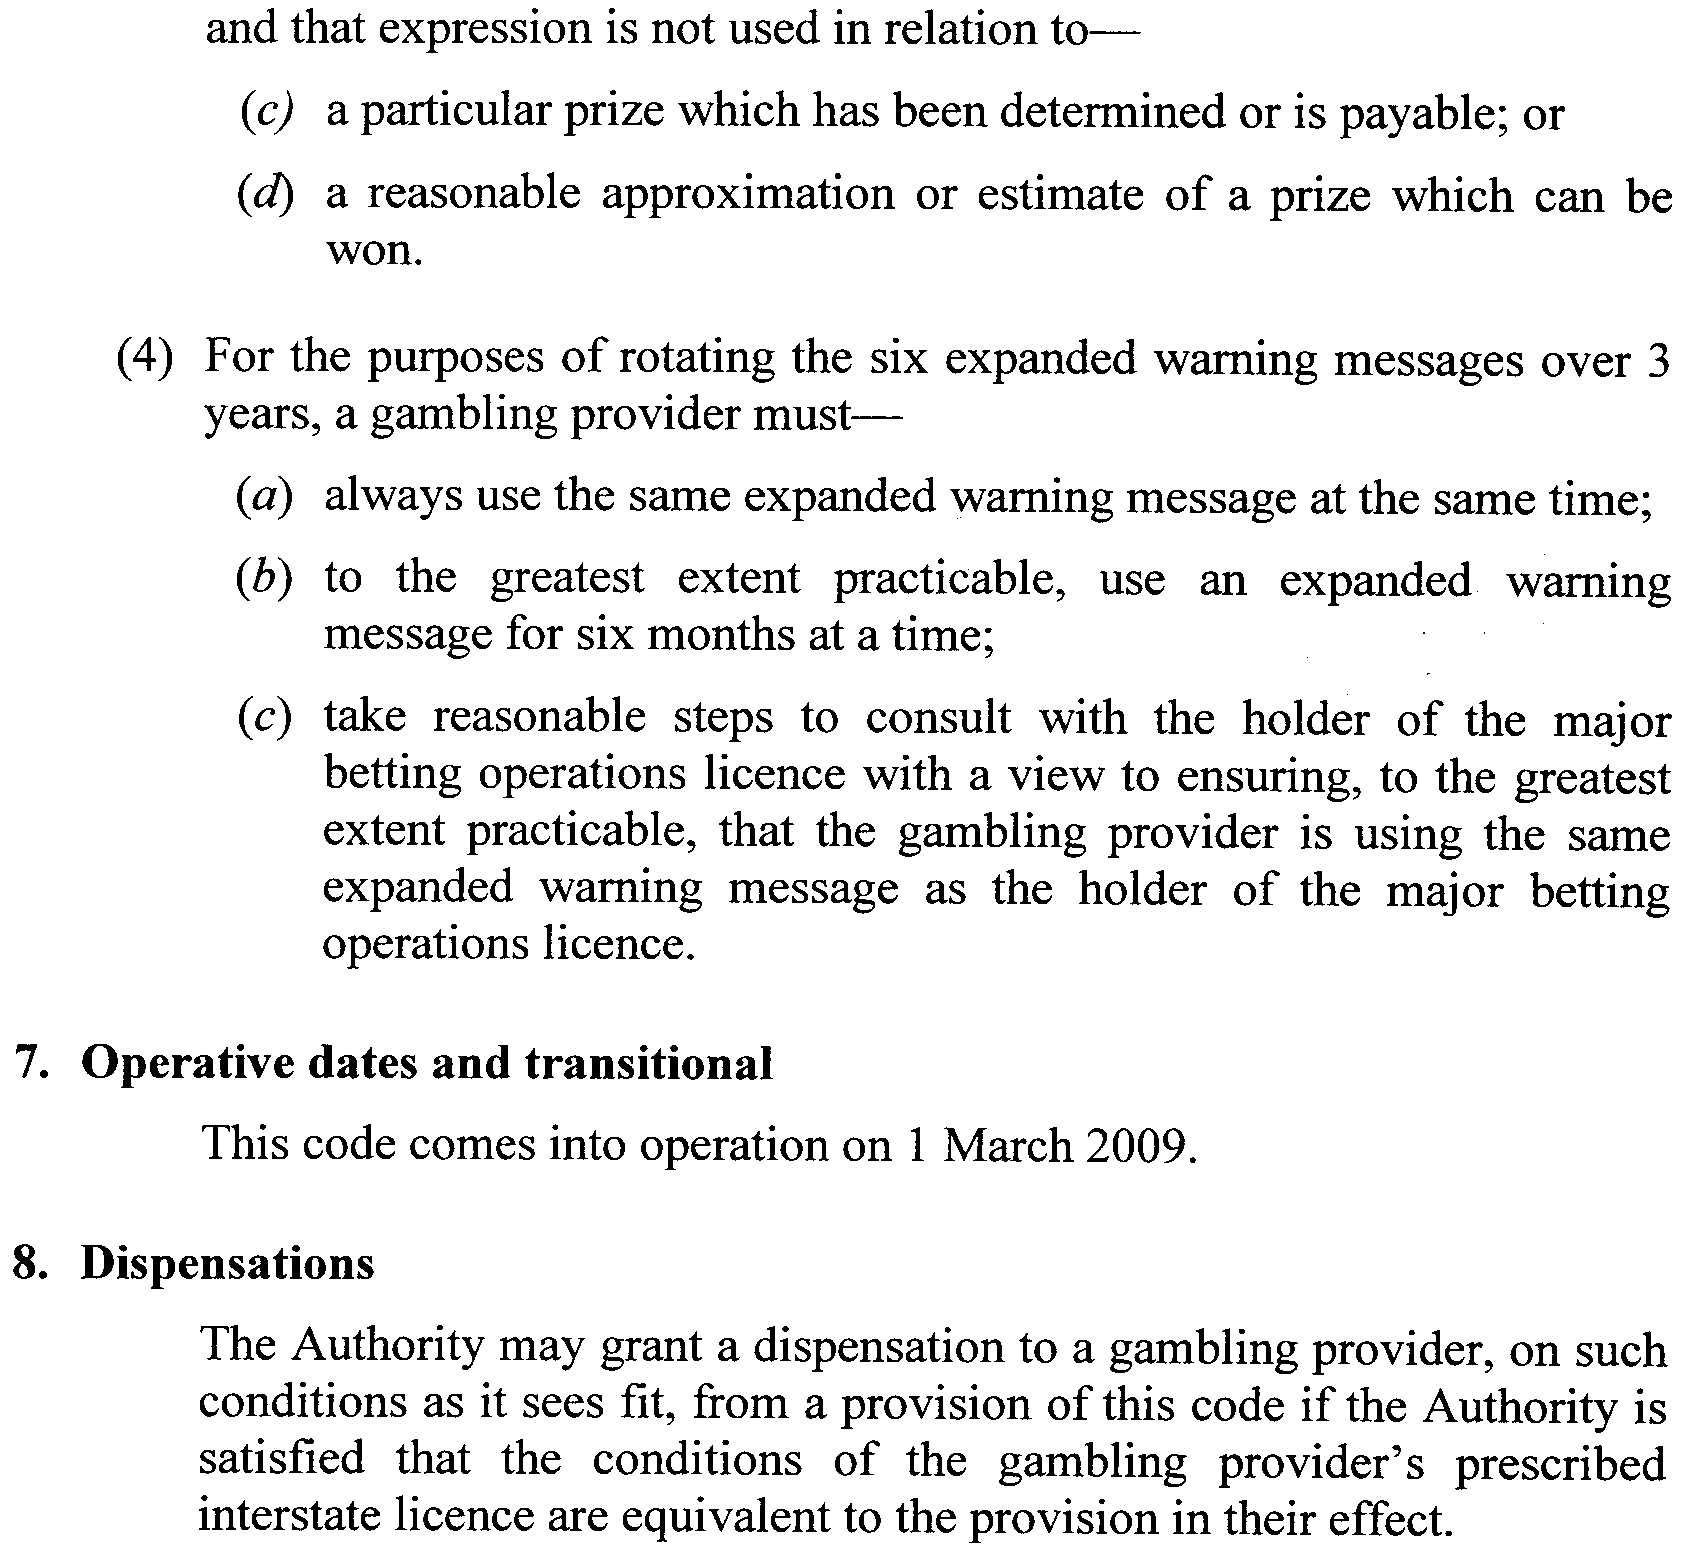 and that expression is not used in relation to—
(c) a particular prize which has been determined or is payable; or
(d) a reasonable approximation or estimate of a prize which can be
won.
(4) For the purposes of rotating the six expanded warning messages over 3
years, a gambling provider must—
(a) always use the same expanded warning message at the same time;
(b) to the greatest extent practicable, use an expanded warning
message for six months at a time;
(c) take reasonable steps to consult with the holder of the major
betting operations licence with a view to ensuring, to the greatest
extent practicable, that the gambling provider is using the same
expanded warning message as the holder of the major betting
operations licence.
7. Operative dates and transitional
This code comes into operation on 1 March 2009.
8. Dispensations
The Authority may grant a dispensation to a gambling provider, on such
conditions as it sees fit, from a provision of this code if the Authority is
satisfied that the conditions of the gambling provider’s prescribed
interstate licence are equivalent to the provision in their effect.